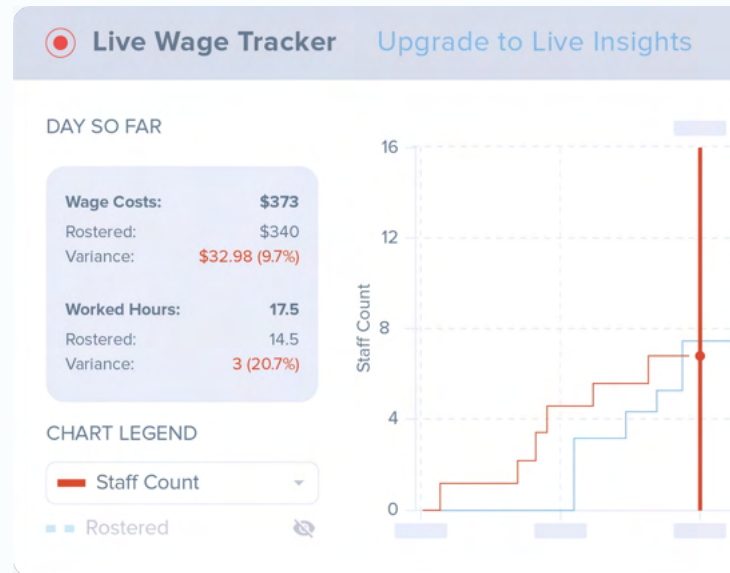 Live Wage Tracker Upgrade to Live Insights
DAY SO FAR
Wage Costs: $373
Rostered: $340
Variance: $32.98 (9.7%)
Worked Hours: 17.5
Rostered: 14.5
Variance: 3 (20.7%)
CHART LEGEND
Staff Count
Rostered
16
12
8
4
0
Staff Count